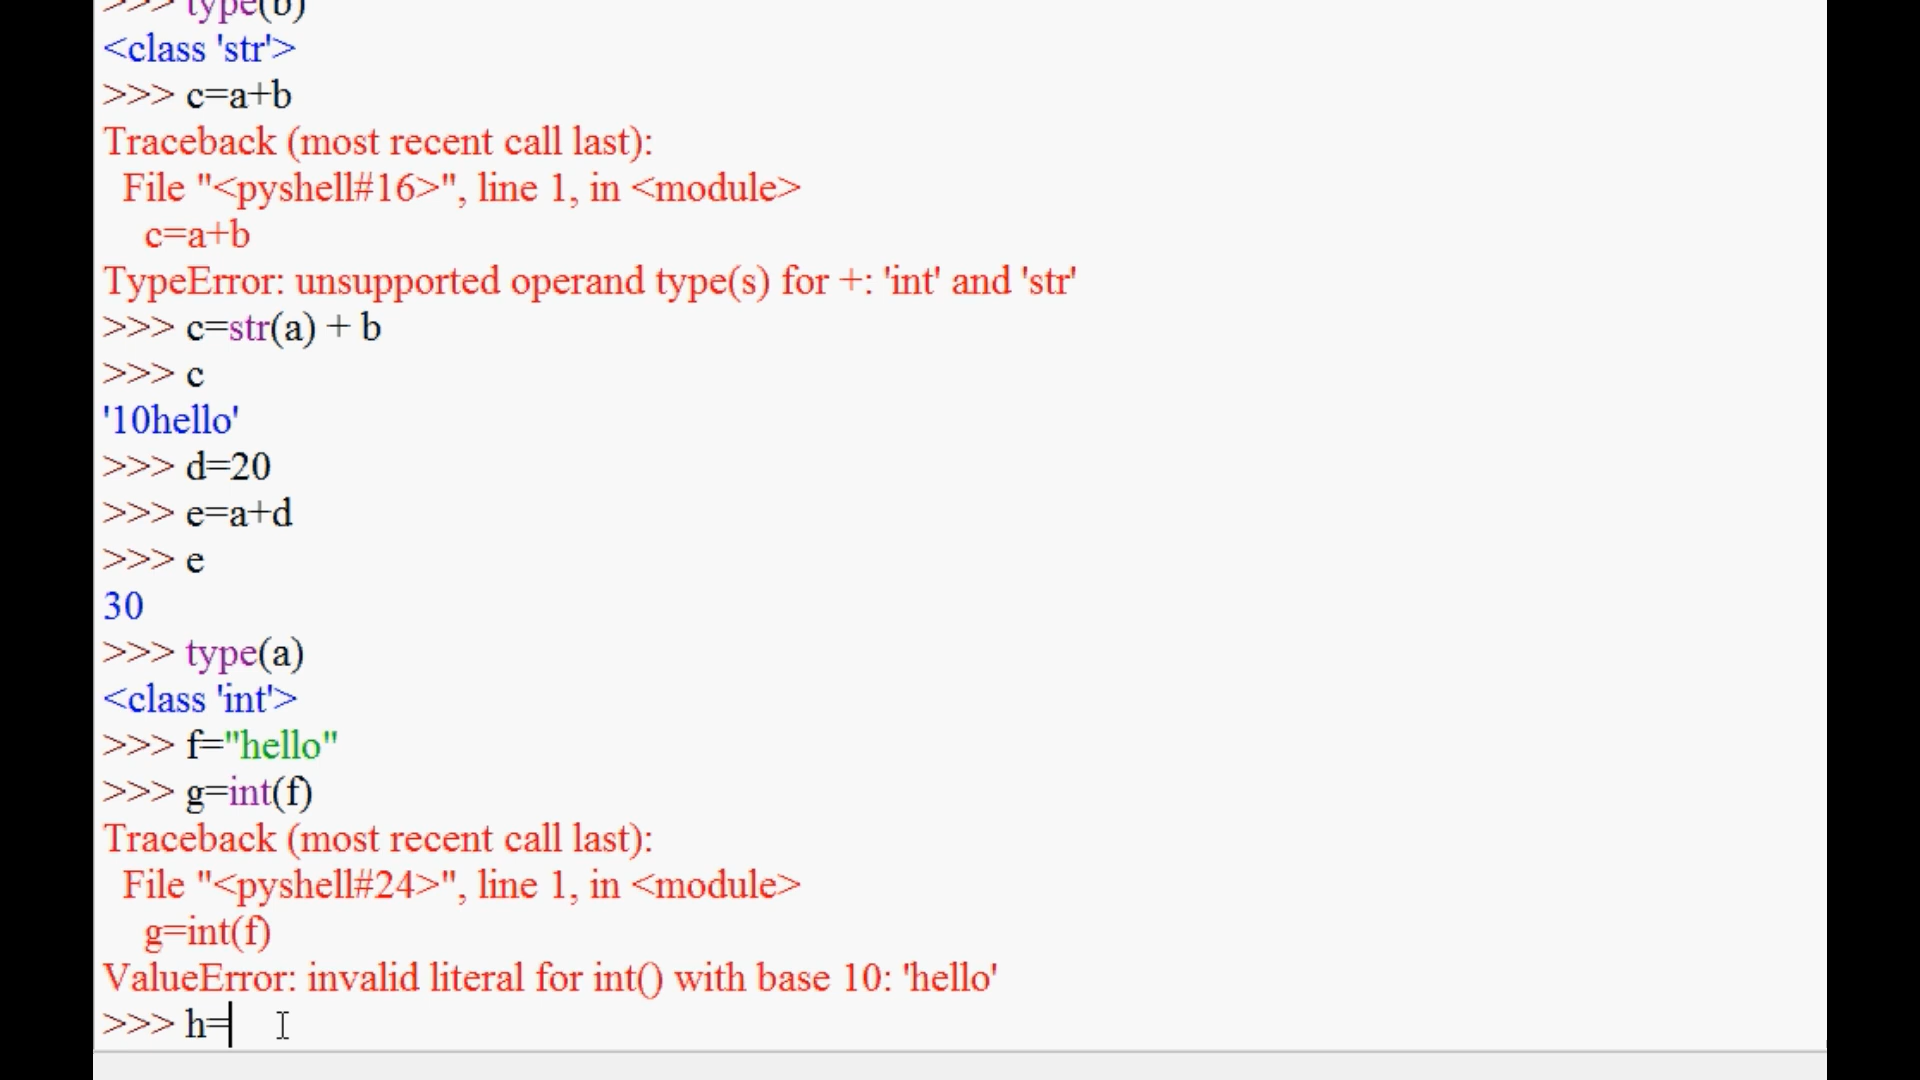 >>> type(b)
<class 'str'>
>>> c=a+b
Traceback (most recent call last):
  File "<pyshell#16>", line 1, in <module>
    c=a+b
TypeError: unsupported operand type(s) for +: 'int' and 'str'
>>> c=str(a) + b
>>> c
'10hello'
>>> d=20
>>> e=a+d
>>> e
30
>>> type(a)
<class 'int'>
>>> f="hello"
>>> g=int(f)
Traceback (most recent call last):
  File "<pyshell#24>", line 1, in <module>
    g=int(f)
ValueError: invalid literal for int() with base 10: 'hello'
>>> h=